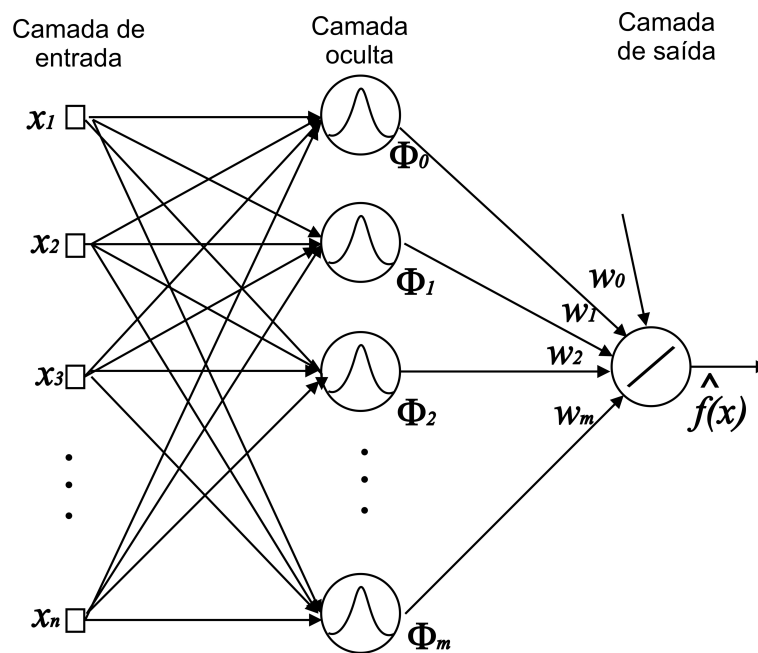 Camada de
entrada
Camada
oculta
Camada
de saída
x1
x2
x3
xn
Φ0
Φ1
Φ2
Φm
w0
w1
w2
wm
f̂(x)